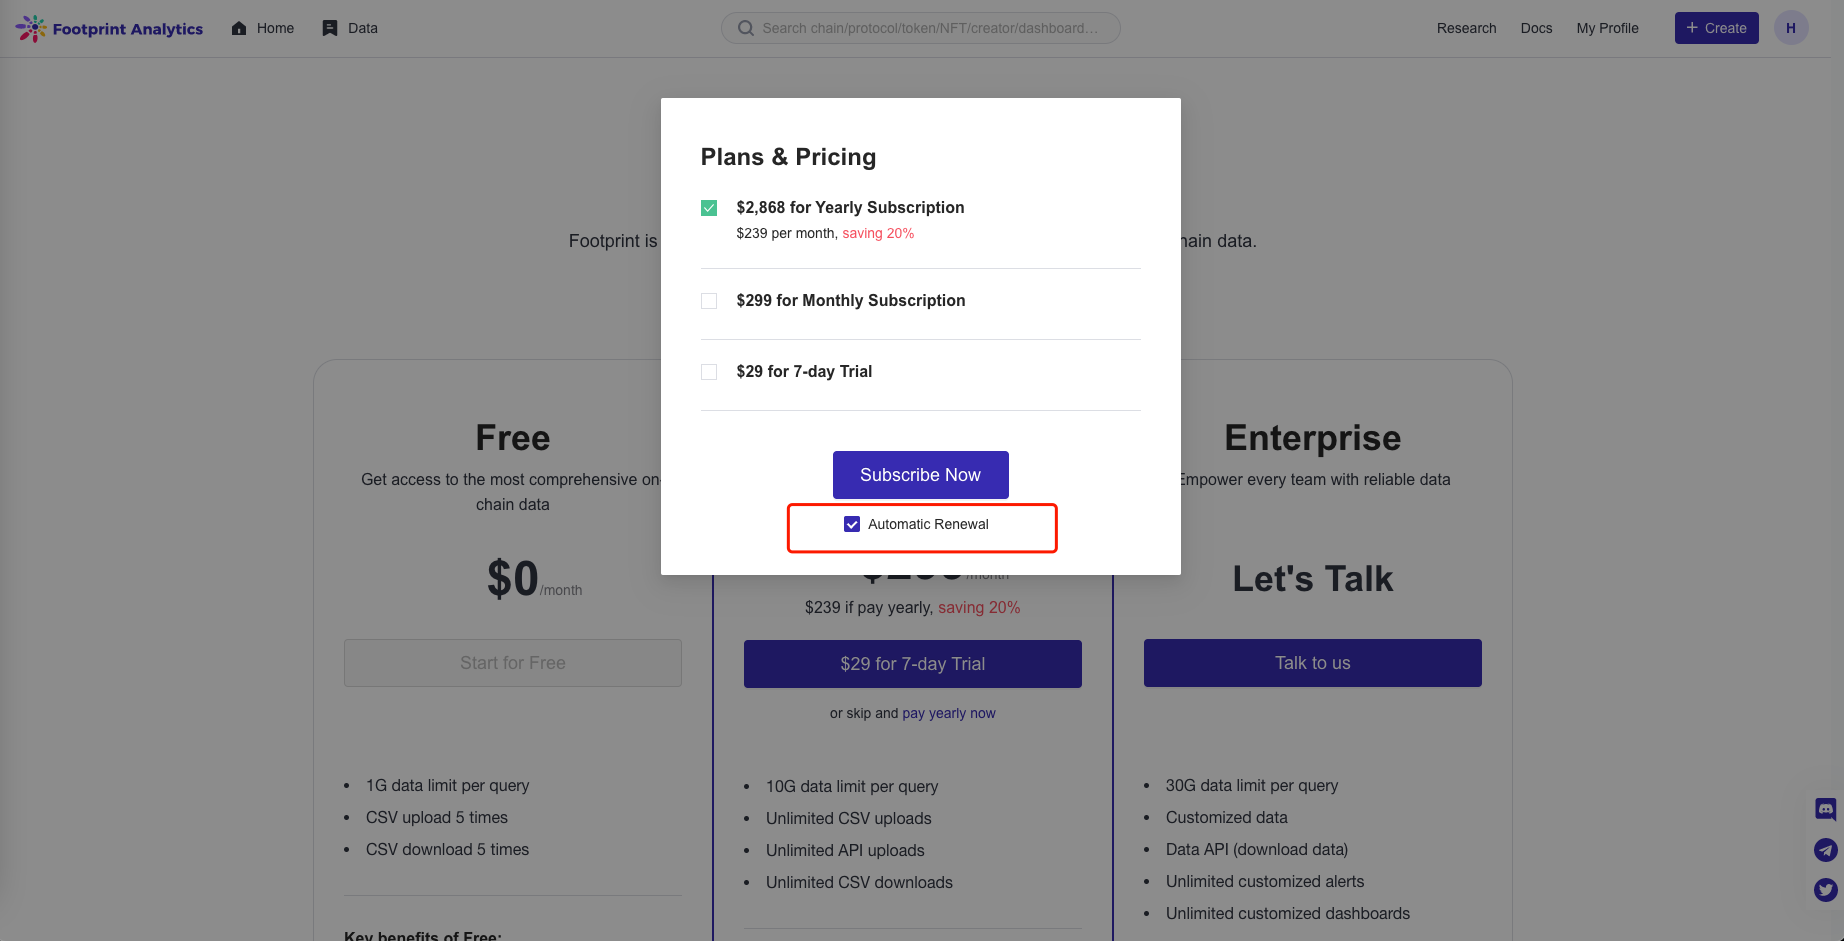 Footprint Analytics
Home
Data
Search chain/protocol/token/NFT/creator/dashboard...
Research
Docs
My Profile
Create
H
Footprint is
hain data.
Plans & Pricing
$2,868 for Yearly Subscription
$239 per month, saving 20%
$299 for Monthly Subscription
$29 for 7-day Trial
Subscribe Now
Automatic Renewal
Free
Get access to the most comprehensive on-
chain data
$0/month
Start for Free
1G data limit per query
CSV upload 5 times
CSV download 5 times
Key benefits of Free:
/month
$239 if pay yearly, saving 20%
$29 for 7-day Trial
or skip and pay yearly now
10G data limit per query
Unlimited CSV uploads
Unlimited API uploads
Unlimited CSV downloads
Enterprise
Empower every team with reliable data
Let's Talk
Talk to us
30G data limit per query
Customized data
Data API (download data)
Unlimited customized alerts
Unlimited customized dashboards